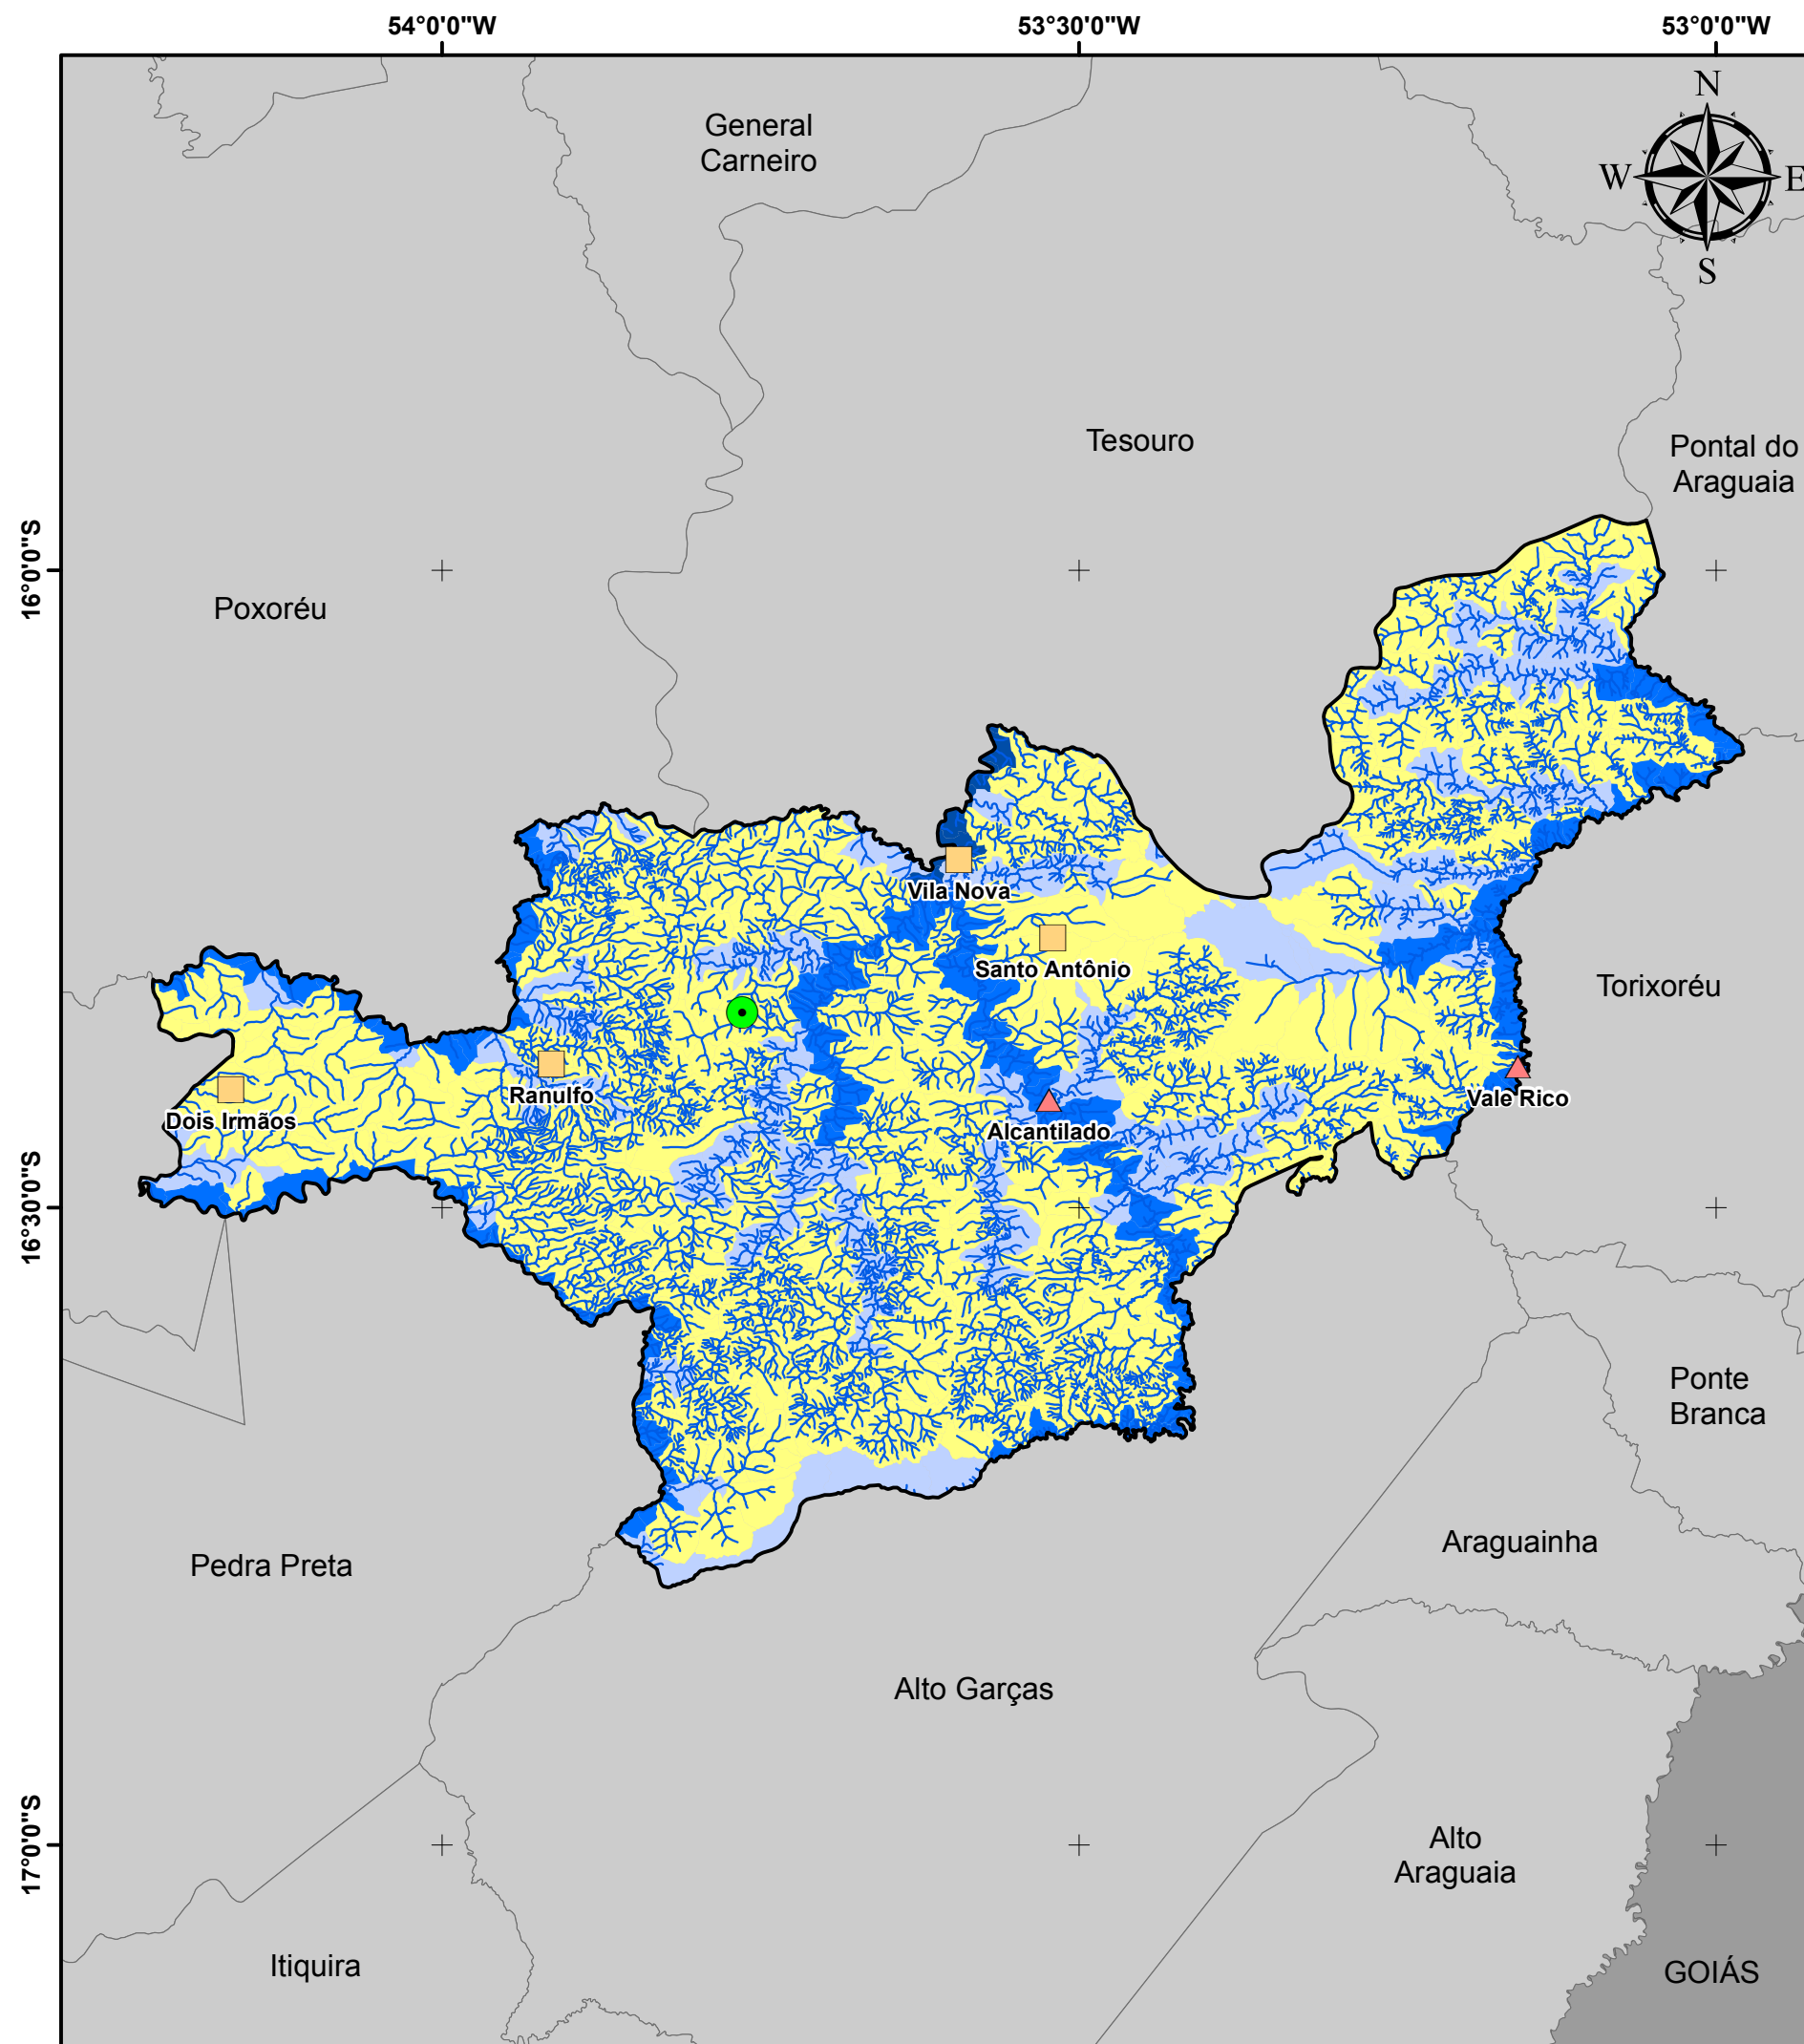 54°0'0"W
53°30'0"W
53°0'0"W
General
Carneiro
N
W
E
S
Tesouro
Pontal do
Araguaia
16°0'0"S
Poxoréu
Vila Nova
Santo Antônio
Torixoréu
Ranulfo
Dois Irmãos
Vale Rico
Alcantilado
16°30'0"S
Ponte
Branca
Araguainha
Pedra Preta
Alto Garças
17°0'0"S
Alto
Araguaia
Itiquira
GOIÁS